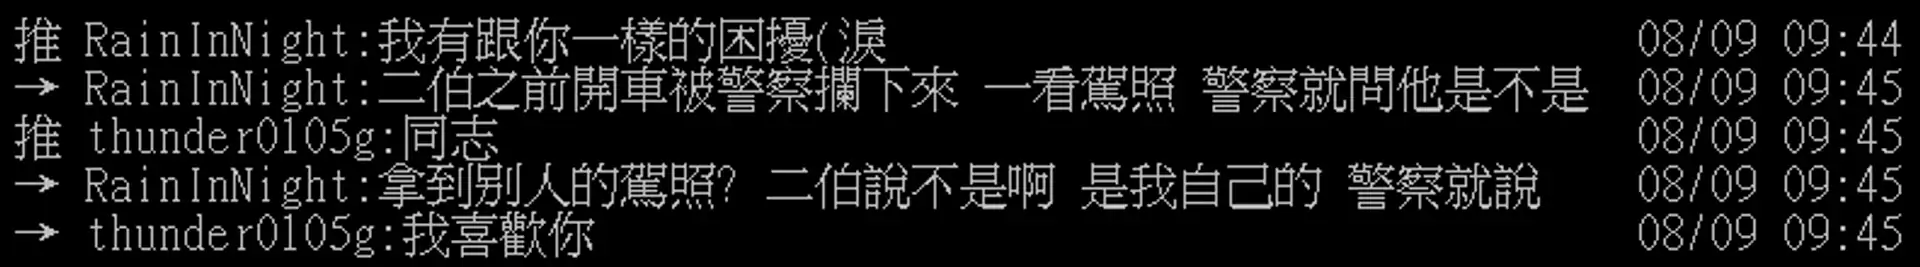 推 RainInNight:我有跟你一樣的困擾(淚 08/09 09:44
→ RainInNight:二伯之前開車被警察攔下來 一看駕照 警察就問他是不是 08/09 09:45
推 thunder0105g:同志 08/09 09:45
→ RainInNight:拿到別人的駕照? 二伯說不是啊 是我自己的 警察就說 08/09 09:45
→ thunder0105g:我喜歡你 08/09 09:45